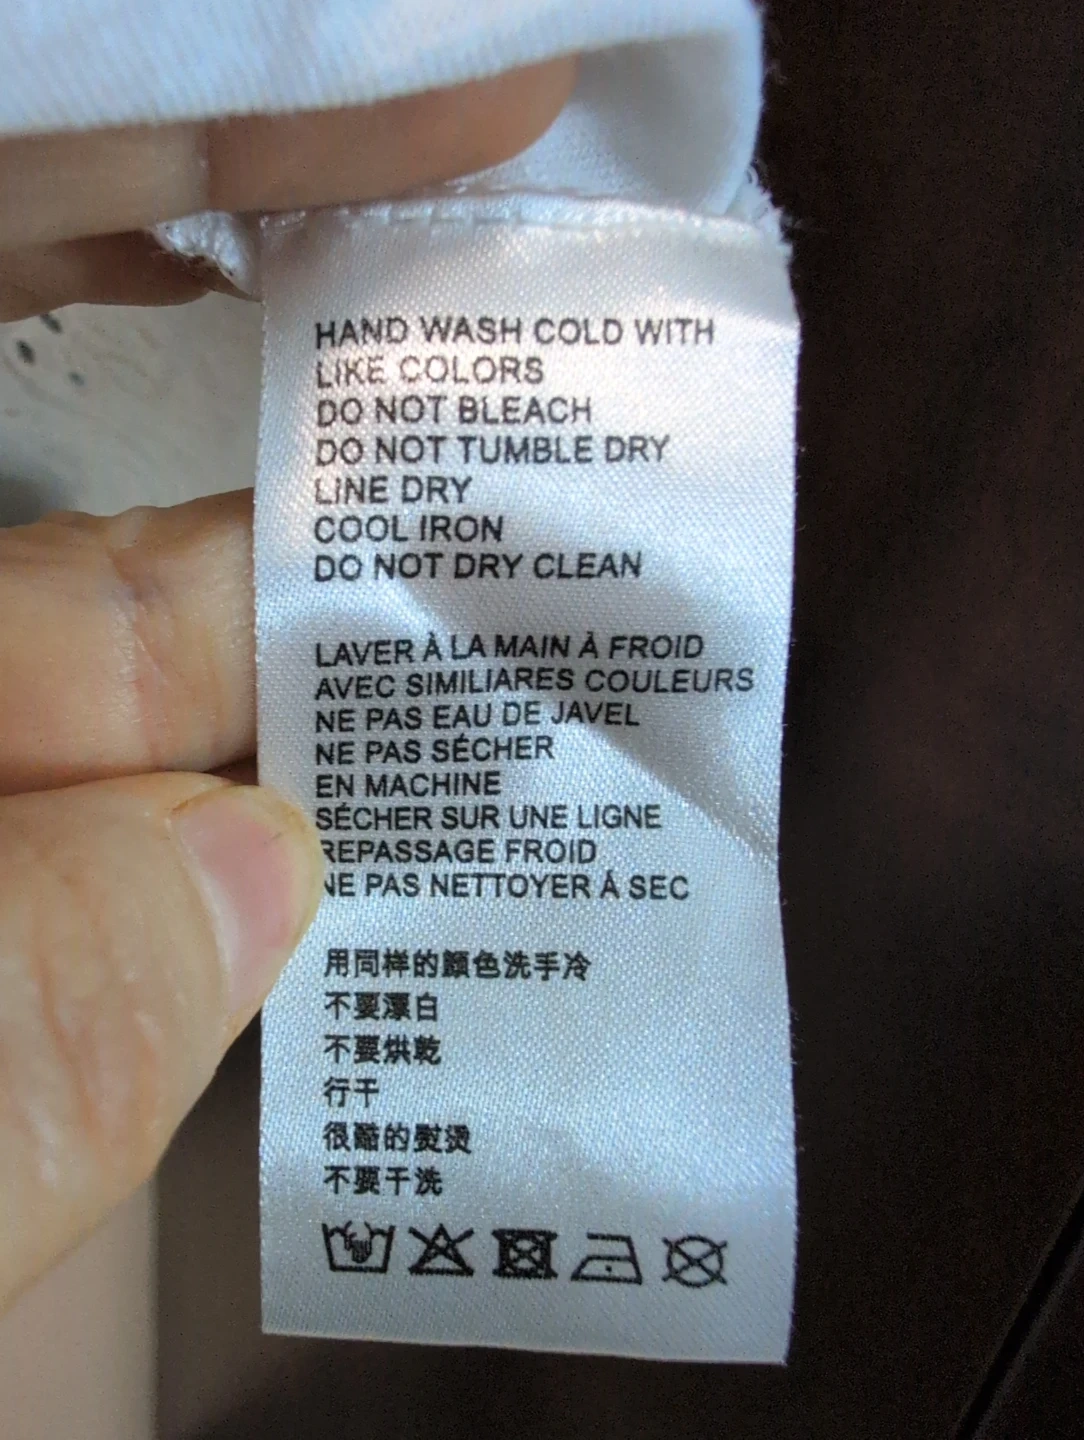 HAND WASH COLD WITH
LIKE COLORS
DO NOT BLEACH
DO NOT TUMBLE DRY
LINE DRY
COOL IRON
DO NOT DRY CLEAN
LAVER À LA MAIN À FROID
AVEC SIMILIARES COULEURS
NE PAS EAU DE JAVEL
NE PAS SÉCHER
EN MACHINE
SÉCHER SUR UNE LIGNE
REPASSAGE FROID
NE PAS NETTOYER Á SEC
用同样的顏色洗手冷
不要漂白
不要烘乾
行干
很酷的熨烫
不要干洗